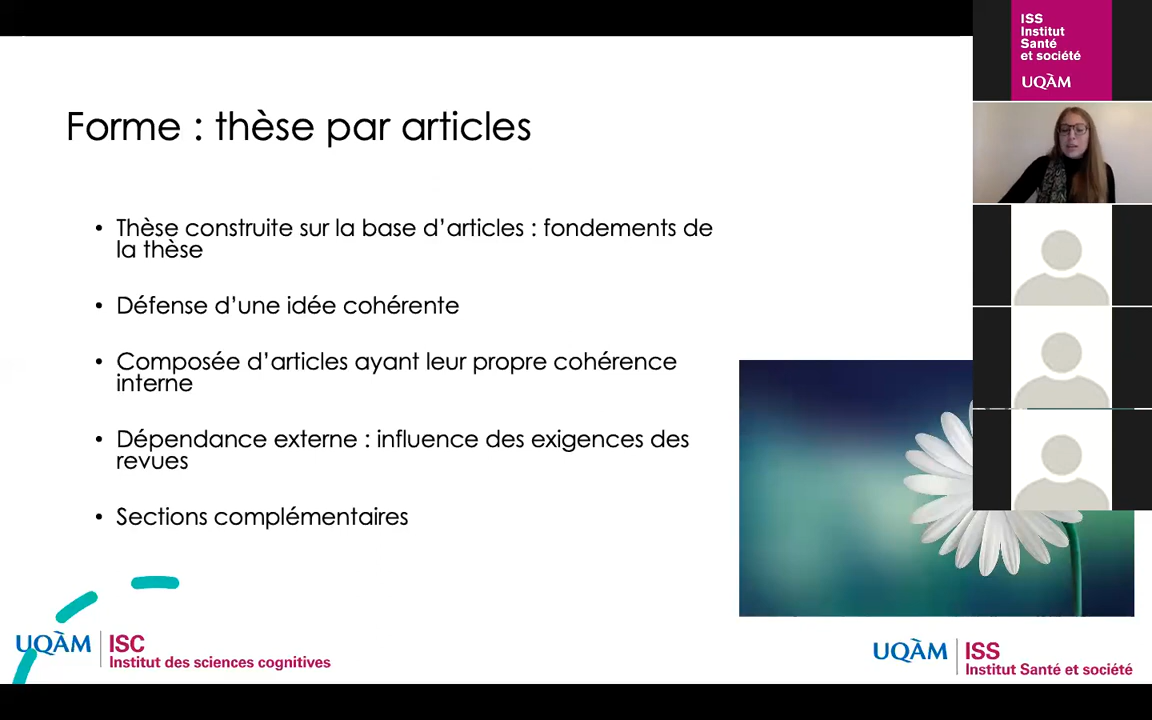 Forme : thèse par articles
• Thèse construite sur la base d’articles : fondements de
la thèse
• Défense d’une idée cohérente
• Composée d’articles ayant leur propre cohérence
interne
• Dépendance externe : influence des exigences des
revues
• Sections complémentaires
UQÀM
ISC
Institut des sciences cognitives
UQÀM
ISS
Institut Santé et société
ISS
Institut
Santé
et société
UQÀM